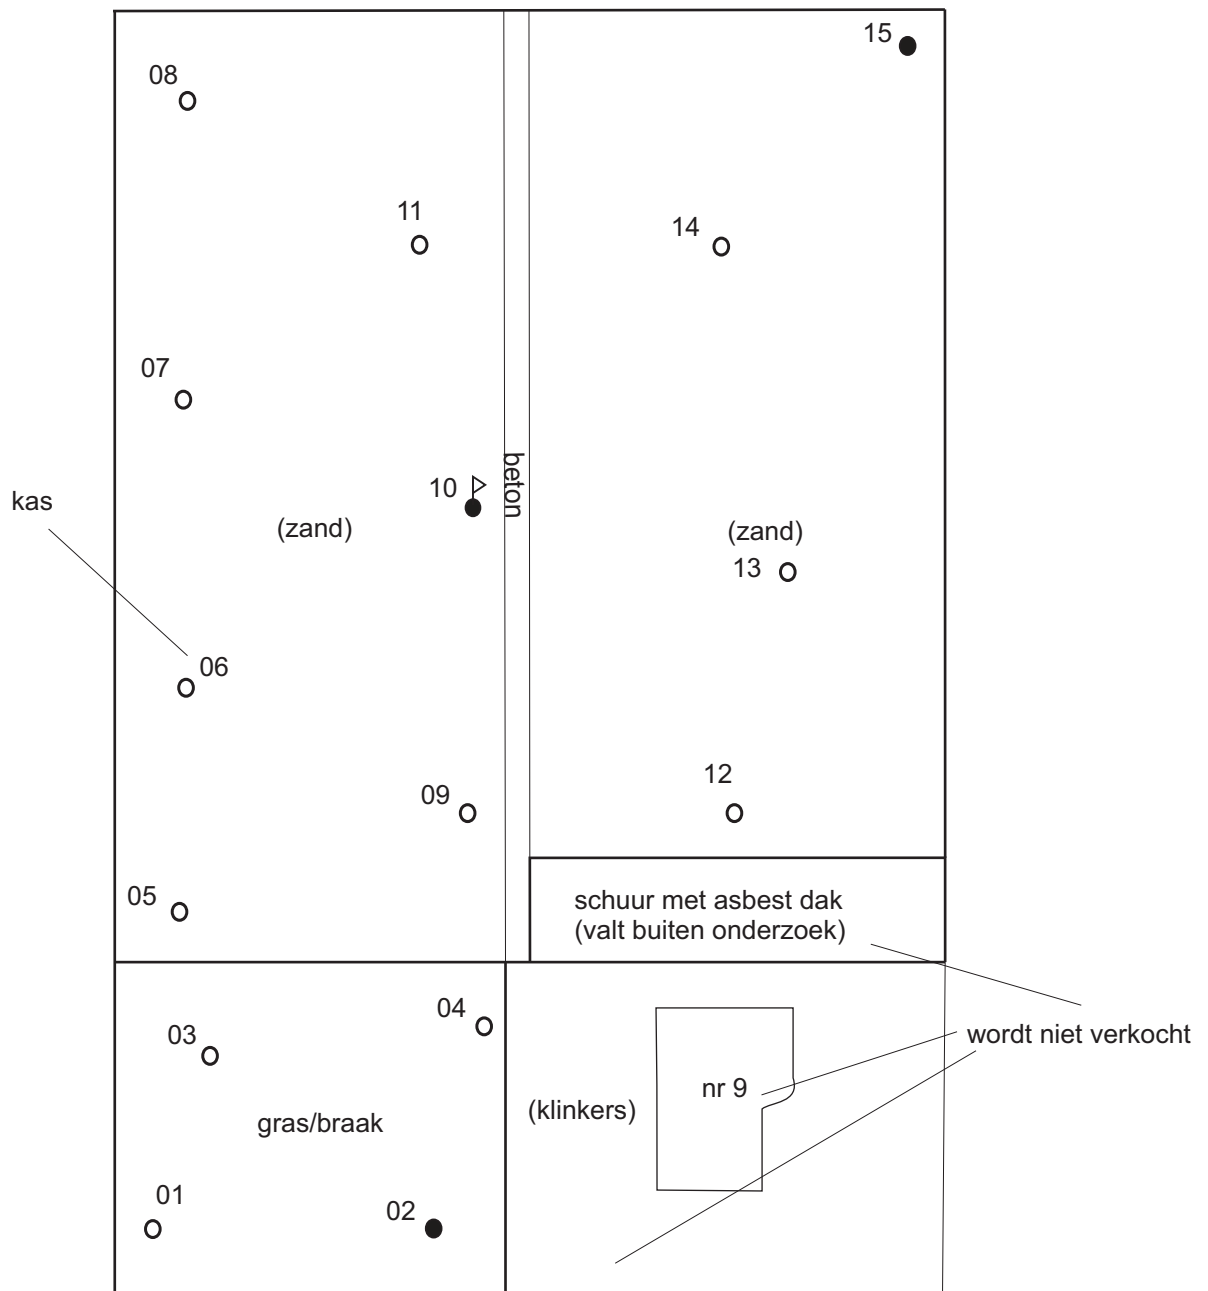 15
08
11
14
07
beton
10
kas
(zand)
(zand)
13
06
12
09
05
schuur met asbest dak
(valt buiten onderzoek)
04
03
wordt niet verkocht
nr 9
(klinkers)
gras/braak
01
02